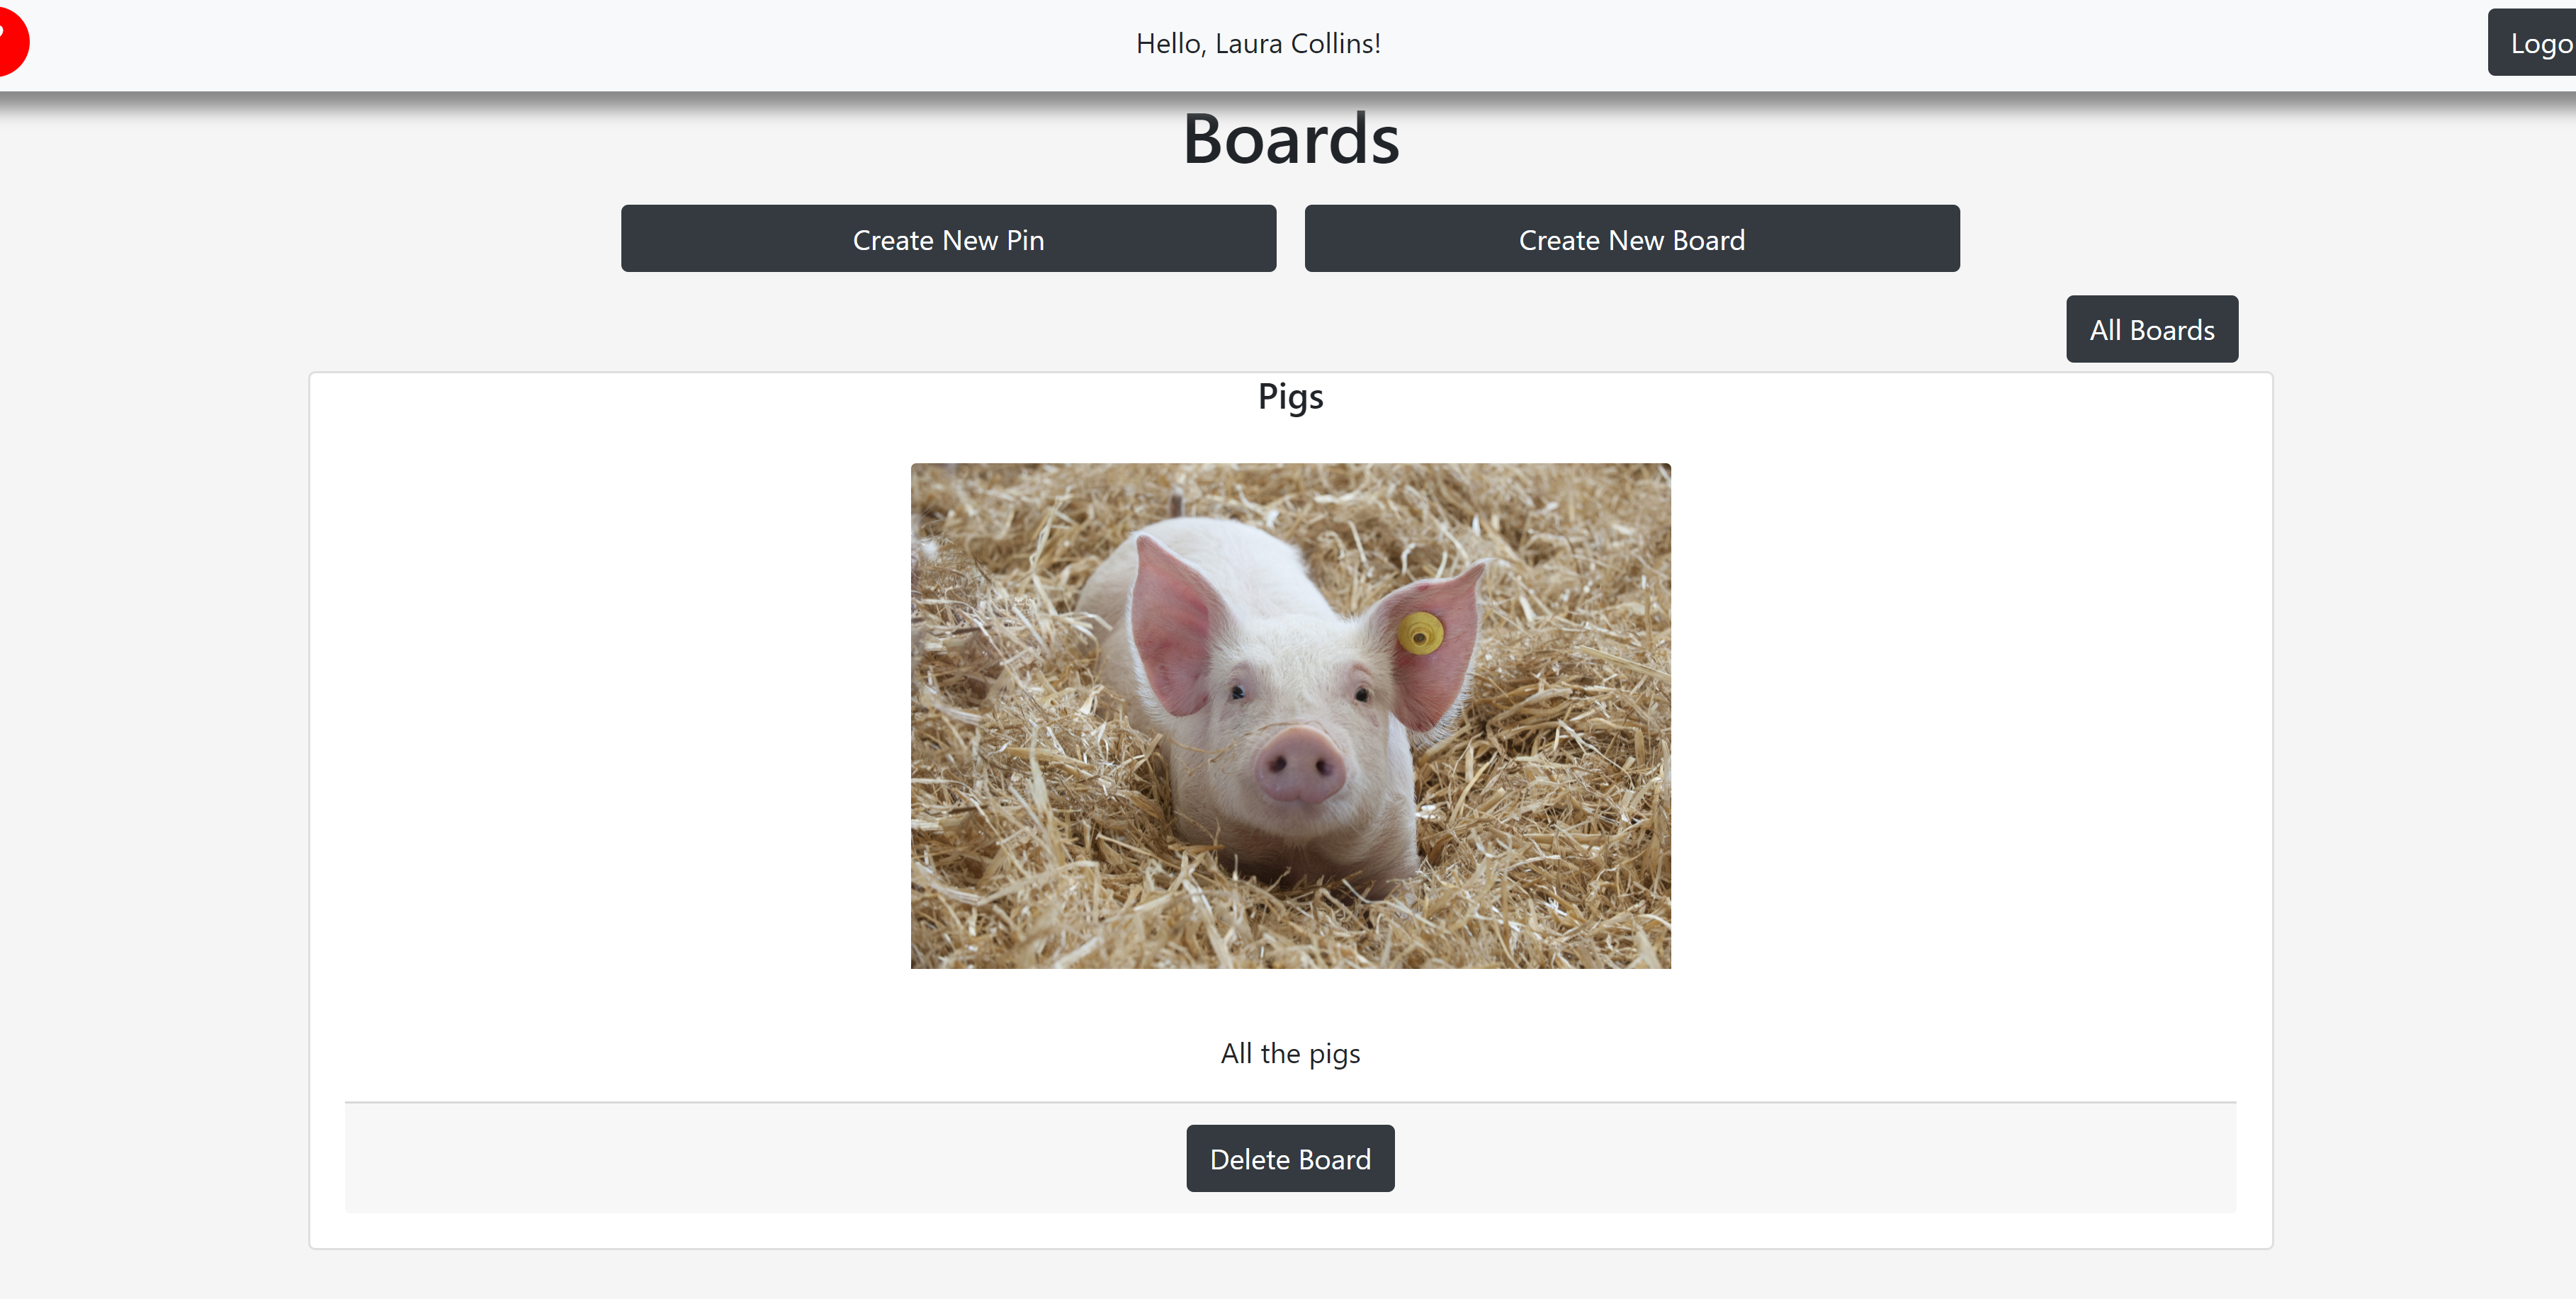 Hello, Laura Collins!
Logo
Boards
Create New Pin
Create New Board
All Boards
Pigs
All the pigs
Delete Board